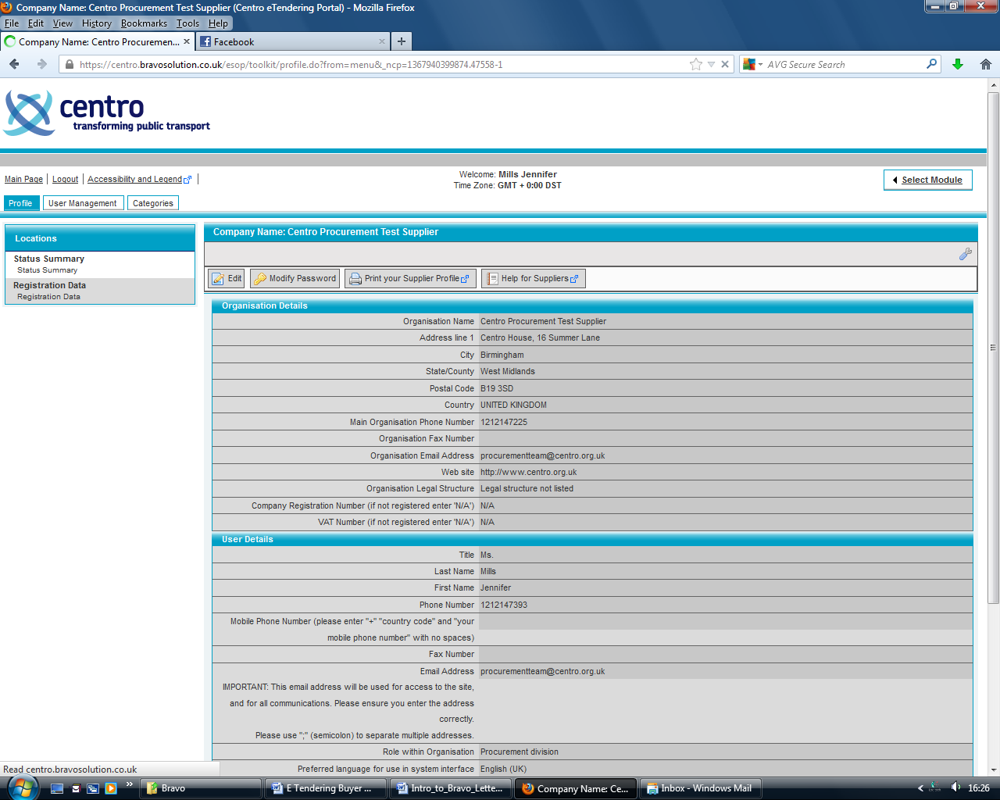 Company Name: Centro Procurement Test Supplier (Centro eTendering Portal) - Mozilla Firefox
File Edit View History Bookmarks Tools Help
Company Name: Centro Procuremen... × Facebook × +
https://centro.bravosolution.co.uk/esop/toolkit/profile.do?from=menu&_ncp=1367940399874.47558-1 AVG Secure Search
centro
transforming public transport
Main Page | Logout | Accessibility and Legend |
Welcome: Mills Jennifer
Time Zone: GMT + 0:00 DST
Select Module
Profile User Management Categories
Locations
Status Summary
Status Summary
Registration Data
Registration Data
Company Name: Centro Procurement Test Supplier
Edit Modify Password Print your Supplier Profile Help for Suppliers
Organisation Details
Organisation Name Centro Procurement Test Supplier
Address line 1 Centro House, 16 Summer Lane
City Birmingham
State/County West Midlands
Postal Code B19 3SD
Country UNITED KINGDOM
Main Organisation Phone Number 1212147225
Organisation Fax Number
Organisation Email Address procurementteam@centro.org.uk
Web site http://www.centro.org.uk
Organisation Legal Structure Legal structure not listed
Company Registration Number (if not registered enter 'N/A') N/A
VAT Number (if not registered enter 'N/A') N/A
User Details
Title Ms.
Last Name Mills
First Name Jennifer
Phone Number 1212147393
Mobile Phone Number (please enter "+" "country code" and "your
mobile phone number" with no spaces)
Fax Number
Email Address procurementteam@centro.org.uk
IMPORTANT: This email address will be used for access to the site,
and for all communications. Please ensure you enter the address
correctly.
Please use ";" (semicolon) to separate multiple addresses.
Role within Organisation Procurement division
Preferred language for use in system interface English (UK)
Read centro.bravosolution.co.uk
Bravo E Tendering Buyer ... Intro_to_Bravo_Lette... Company Name: Ce... Inbox - Windows Mail 16:26